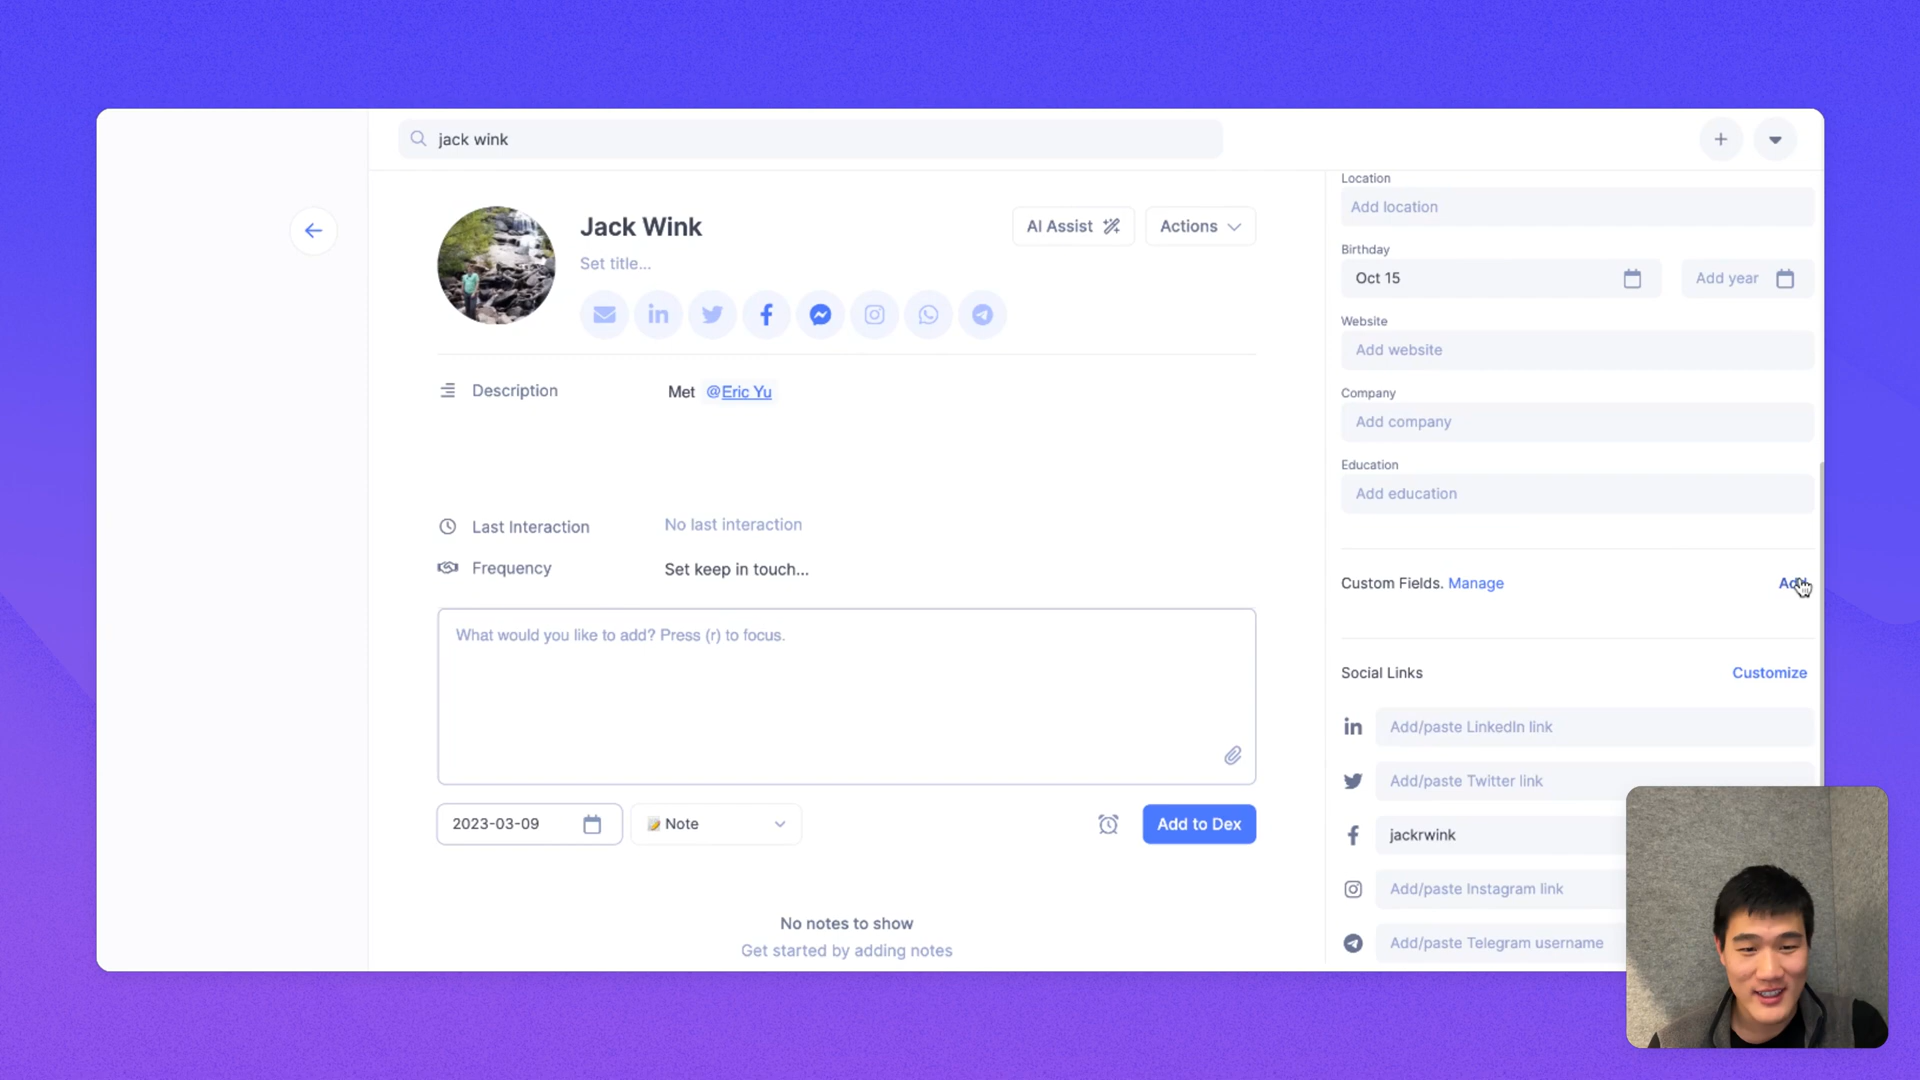 jack wink
Jack Wink
Set title...
AI Assist
Actions
Description
Met @Eric Yu
Last Interaction
No last interaction
Frequency
Set keep in touch...
What would you like to add? Press (r) to focus.
2023-03-09
Note
Add to Dex
No notes to show
Get started by adding notes
Location
Add location
Birthday
Oct 15
Add year
Website
Add website
Company
Add company
Education
Add education
Custom Fields. Manage
Add
Social Links
Customize
Add/paste LinkedIn link
Add/paste Twitter link
jackrwink
Add/paste Instagram link
Add/paste Telegram username